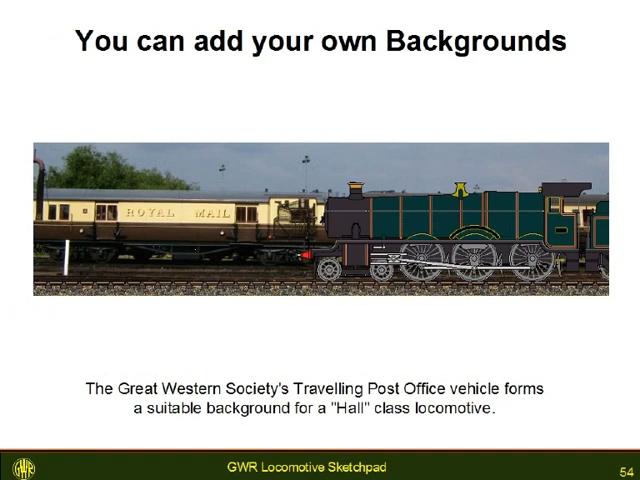 You can add your own Backgrounds
ROYAL MAIL
The Great Western Society's Travelling Post Office vehicle forms
a suitable background for a "Hall" class locomotive.
GWR
GWR Locomotive Sketchpad
54